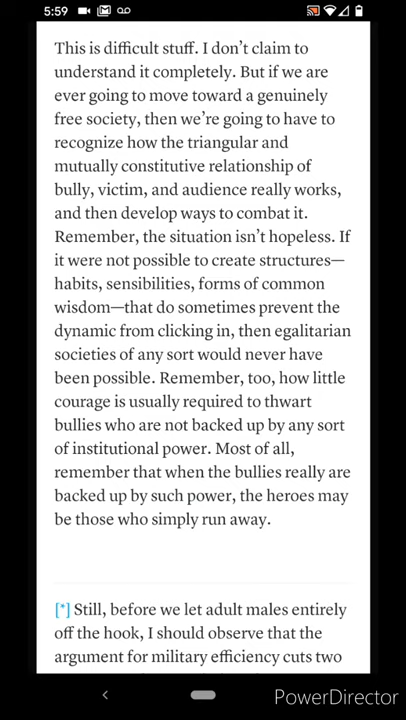 5:59
This is difficult stuff. I don’t claim to
understand it completely. But if we are
ever going to move toward a genuinely
free society, then we’re going to have to
recognize how the triangular and
mutually constitutive relationship of
bully, victim, and audience really works,
and then develop ways to combat it.
Remember, the situation isn’t hopeless. If
it were not possible to create structures—
habits, sensibilities, forms of common
wisdom—that do sometimes prevent the
dynamic from clicking in, then egalitarian
societies of any sort would never have
been possible. Remember, too, how little
courage is usually required to thwart
bullies who are not backed up by any sort
of institutional power. Most of all,
remember that when the bullies really are
backed up by such power, the heroes may
be those who simply run away.
[*] Still, before we let adult males entirely
off the hook, I should observe that the
argument for military efficiency cuts two
PowerDirector